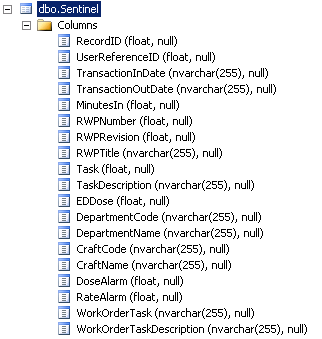 dbo.Sentinel
Columns
RecordID (float, null)
UserReferenceID (float, null)
TransactionInDate (nvarchar(255), null)
TransactionOutDate (nvarchar(255), null)
MinutesIn (float, null)
RWPNumber (float, null)
RWPRevision (float, null)
RWPTitle (nvarchar(255), null)
Task (float, null)
TaskDescription (nvarchar(255), null)
EDDose (float, null)
DepartmentCode (nvarchar(255), null)
DepartmentName (nvarchar(255), null)
CraftCode (nvarchar(255), null)
CraftName (nvarchar(255), null)
DoseAlarm (float, null)
RateAlarm (float, null)
WorkOrderTask (nvarchar(255), null)
WorkOrderTaskDescription (nvarchar(255), null)